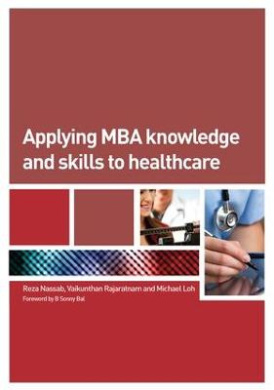 Applying MBA knowledge
and skills to healthcare
Reza Nassab, Vaikunthan Rajaratnam and Michael Loh
Foreword by B Sonny Bal